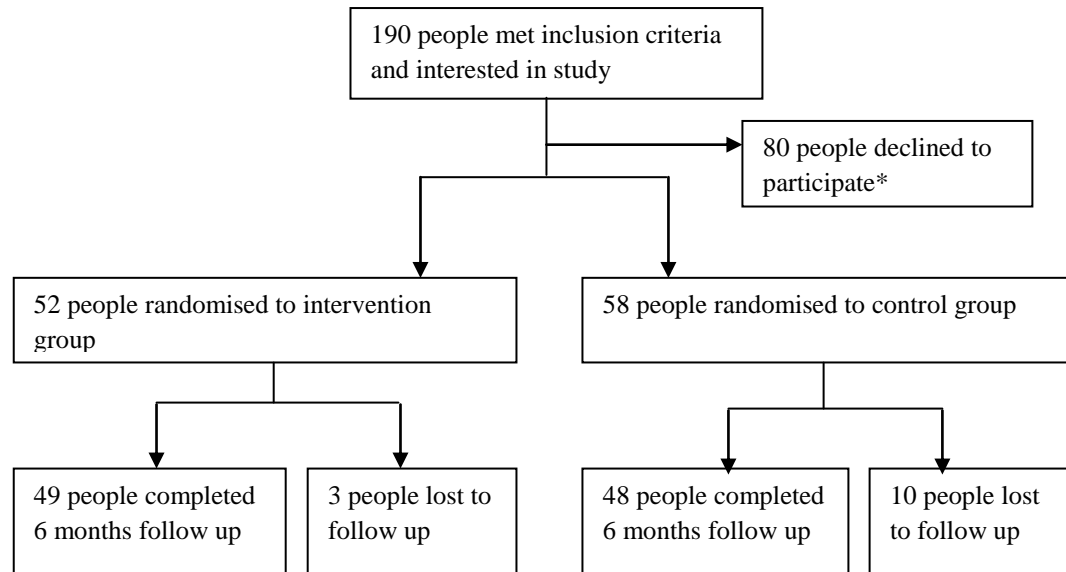 190 people met inclusion criteria
and interested in study
80 people declined to
participate*
52 people randomised to intervention
group
58 people randomised to control group
49 people completed
6 months follow up
3 people lost to
follow up
48 people completed
6 months follow up
10 people lost
to follow up